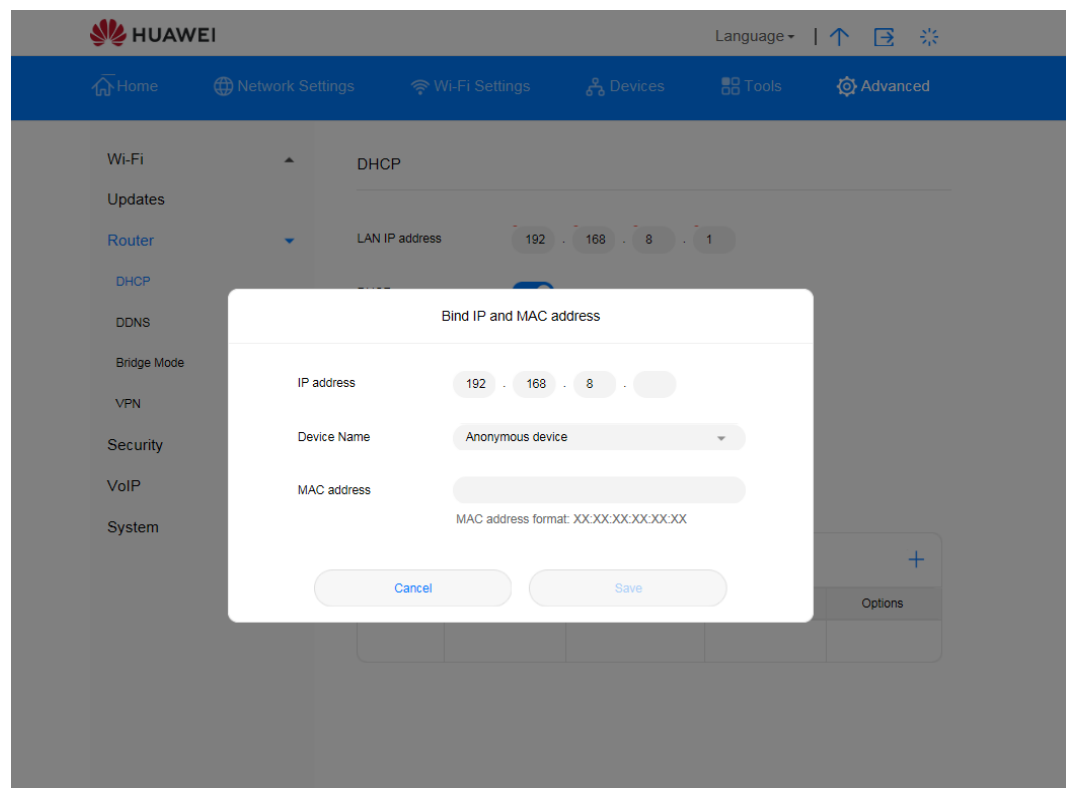 HUAWEI
Language
Home Network Settings Wi-Fi Settings Devices Tools Advanced
Wi-Fi
Updates
Router
DHCP
DDNS
Bridge Mode
VPN
Security
VoIP
System
DHCP
LAN IP address 192 . 168 . 8 . 1
Bind IP and MAC address
IP address 192 . 168 . 8 .
Device Name Anonymous device
MAC address
MAC address format: XX:XX:XX:XX:XX:XX
Cancel Save
Options